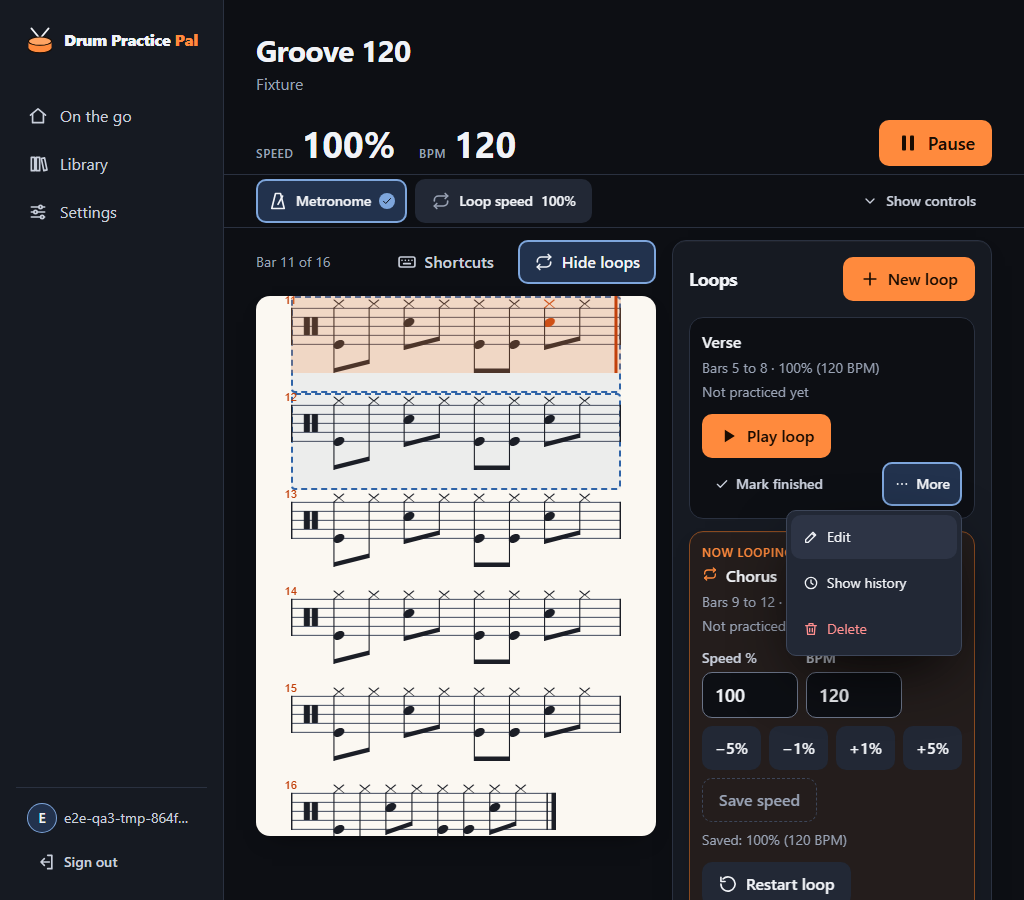 Drum Practice Pal
On the go
Library
Settings
e2e-qa3-tmp-864f...
Sign out
Groove 120
Fixture
SPEED 100% BPM 120
Pause
Metronome
Loop speed 100%
Show controls
Bar 11 of 16
Shortcuts
Hide loops
12
13
14
15
16
Loops
New loop
Verse
Bars 5 to 8 · 100% (120 BPM)
Not practiced yet
Play loop
Mark finished
More
Edit
Show history
Delete
NOW LOOPING
Chorus
Bars 9 to 12 ·
Not practiced
Speed % BPM
100 120
−5% −1% +1% +5%
Save speed
Saved: 100% (120 BPM)
Restart loop
E